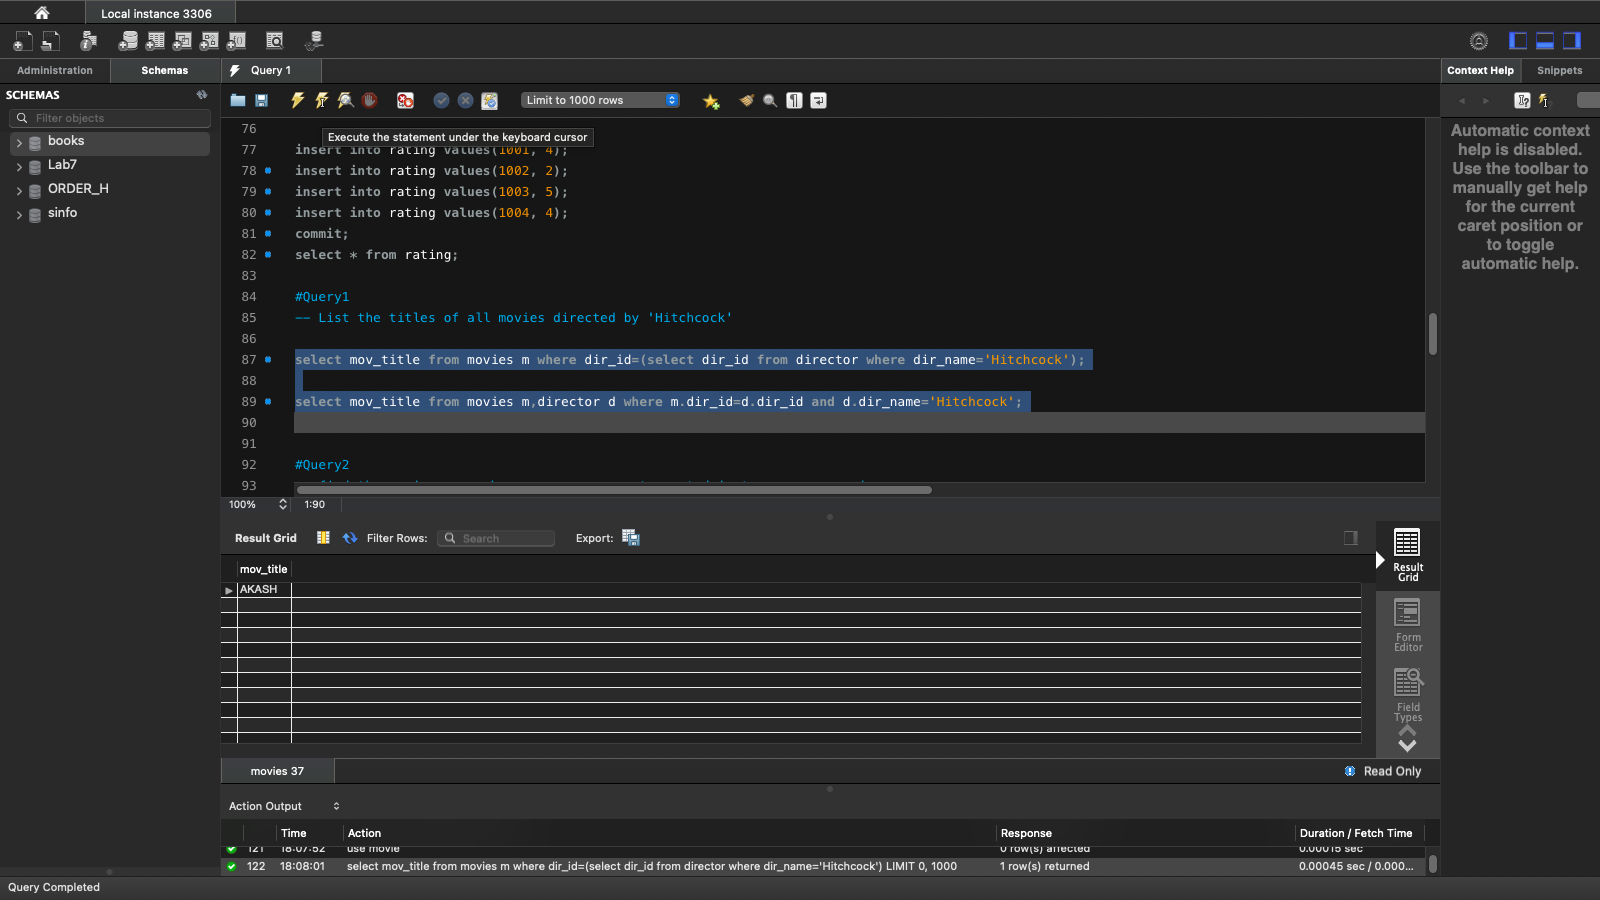 Local instance 3306
Administration
Schemas
Query 1
Context Help
Snippets
SCHEMAS
Filter objects
books
Lab7
ORDER_H
sinfo
Limit to 1000 rows
Execute the statement under the keyboard cursor
76
77 insert into rating values(1001, 4);
78 insert into rating values(1002, 2);
79 insert into rating values(1003, 5);
80 insert into rating values(1004, 4);
81 commit;
82 select * from rating;
83
84 #Query1
85 -- List the titles of all movies directed by 'Hitchcock'
86
87 select mov_title from movies m where dir_id=(select dir_id from director where dir_name='Hitchcock');
88
89 select mov_title from movies m,director d where m.dir_id=d.dir_id and d.dir_name='Hitchcock';
90
91
92 #Query2
93
100%
1:90
Automatic context
help is disabled.
Use the toolbar to
manually get help
for the current
caret position or
to toggle
automatic help.
Result Grid
Filter Rows:
Search
Export:
mov_title
AKASH
Result
Grid
Form
Editor
Field
Types
movies 37
Read Only
Action Output
Time Action Response Duration / Fetch Time
121 18:07:52 use movie 0 row(s) affected 0.00015 sec
122 18:08:01 select mov_title from movies m where dir_id=(select dir_id from director where dir_name='Hitchcock') LIMIT 0, 1000 1 row(s) returned 0.00045 sec / 0.000...
Query Completed